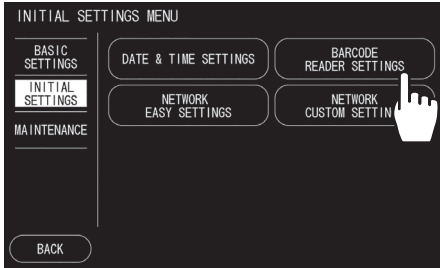 INITIAL SETTINGS MENU
BASIC
SETTINGS
INITIAL
SETTINGS
MAINTENANCE
DATE & TIME SETTINGS
BARCODE
READER SETTINGS
NETWORK
EASY SETTINGS
NETWORK
CUSTOM SETTIN
BACK